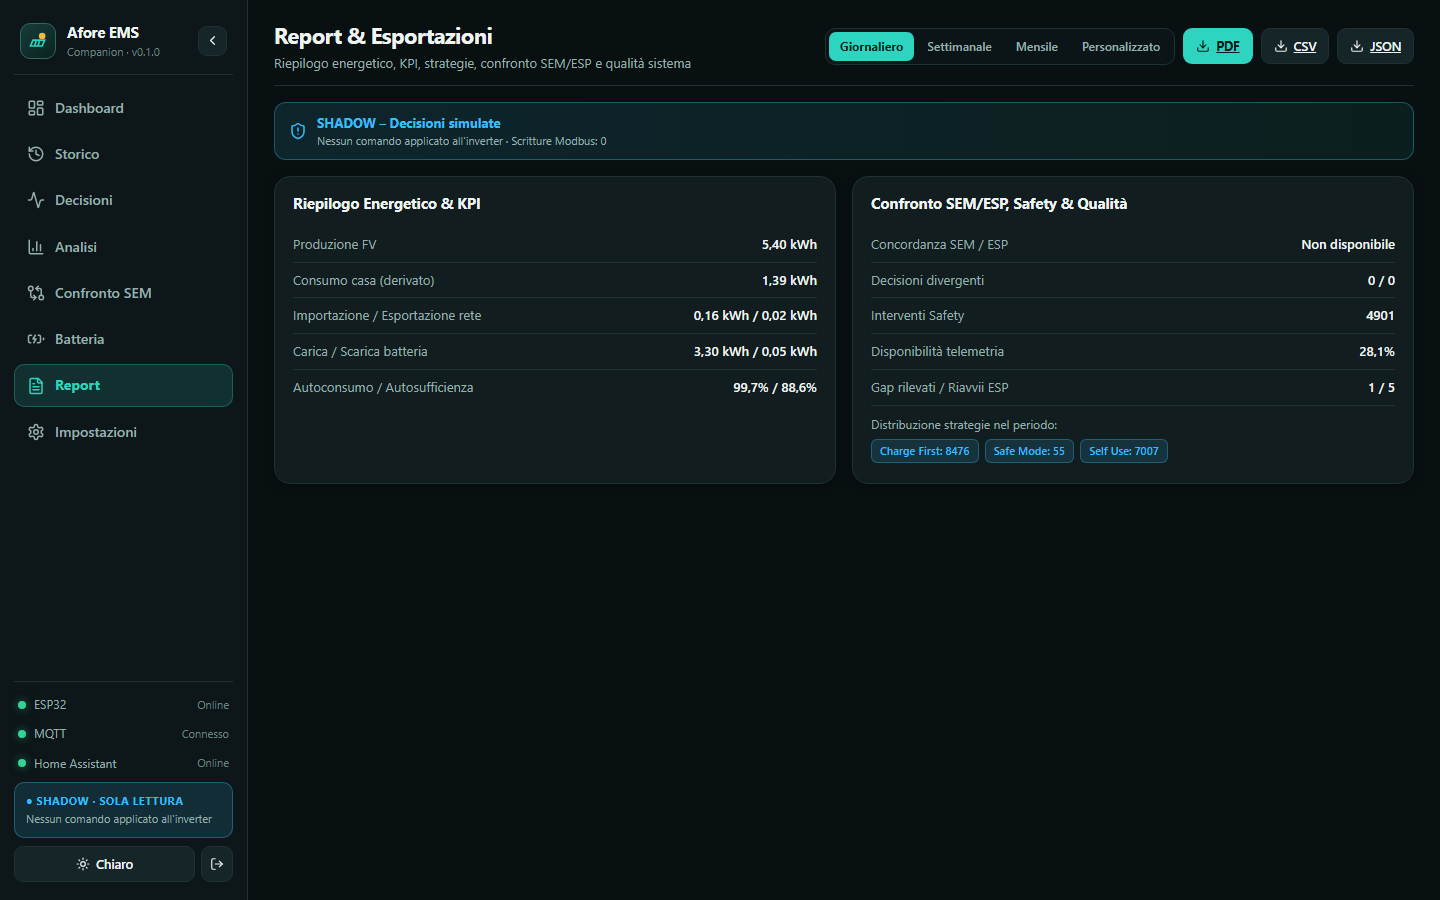 Afore EMS
Companion · v0.1.0
Dashboard
Storico
Decisioni
Analisi
Confronto SEM
Batteria
Report
Impostazioni
ESP32 Online
MQTT Connesso
Home Assistant Online
● SHADOW · SOLA LETTURA
Nessun comando applicato all'inverter
Chiaro
Report & Esportazioni
Riepilogo energetico, KPI, strategie, confronto SEM/ESP e qualità sistema
Giornaliero Settimanale Mensile Personalizzato PDF CSV JSON
SHADOW – Decisioni simulate
Nessun comando applicato all'inverter · Scritture Modbus: 0
Riepilogo Energetico & KPI
Produzione FV 5,40 kWh
Consumo casa (derivato) 1,39 kWh
Importazione / Esportazione rete 0,16 kWh / 0,02 kWh
Carica / Scarica batteria 3,30 kWh / 0,05 kWh
Autoconsumo / Autosufficienza 99,7% / 88,6%
Confronto SEM/ESP, Safety & Qualità
Concordanza SEM / ESP Non disponibile
Decisioni divergenti 0 / 0
Interventi Safety 4901
Disponibilità telemetria 28,1%
Gap rilevati / Riavvii ESP 1 / 5
Distribuzione strategie nel periodo:
Charge First: 8476 Safe Mode: 55 Self Use: 7007